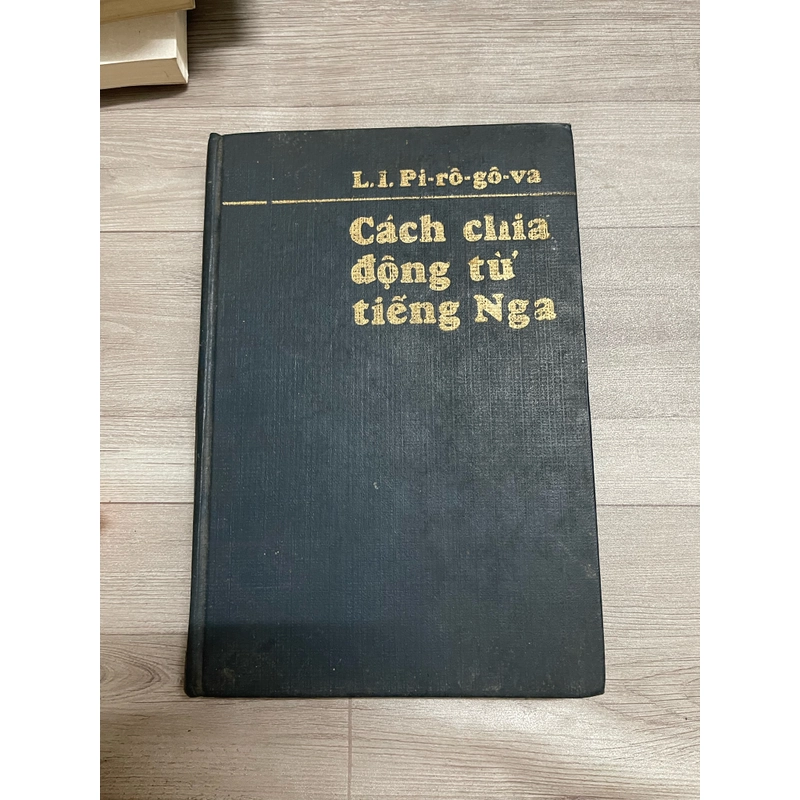 L.I. Pi-rô-gô-va
Cách chia
động từ
tiếng Nga